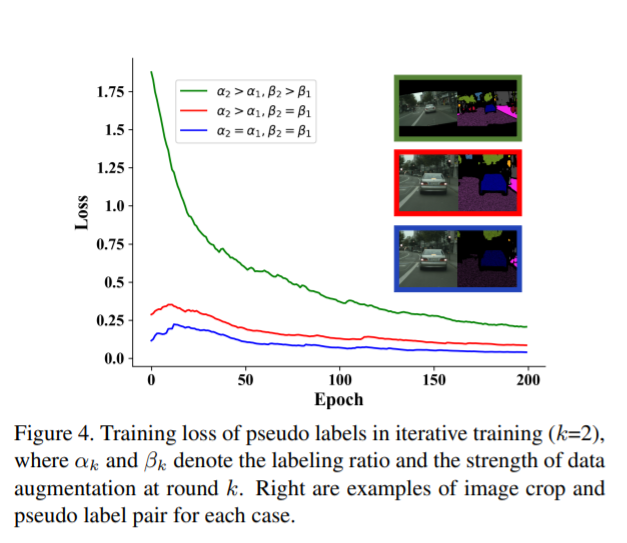 1.75
1.5
1.25
1.0
0.75
0.5
0.25
0.0
Loss
α₂ > α₁, β₂ > β₁
α₂ > α₁, β₂ = β₁
α₂ = α₁, β₂ = β₁
0 50 100 150 200
Epoch
Figure 4. Training loss of pseudo labels in iterative training (k=2),
where αₖ and βₖ denote the labeling ratio and the strength of data
augmentation at round k. Right are examples of image crop and
pseudo label pair for each case.